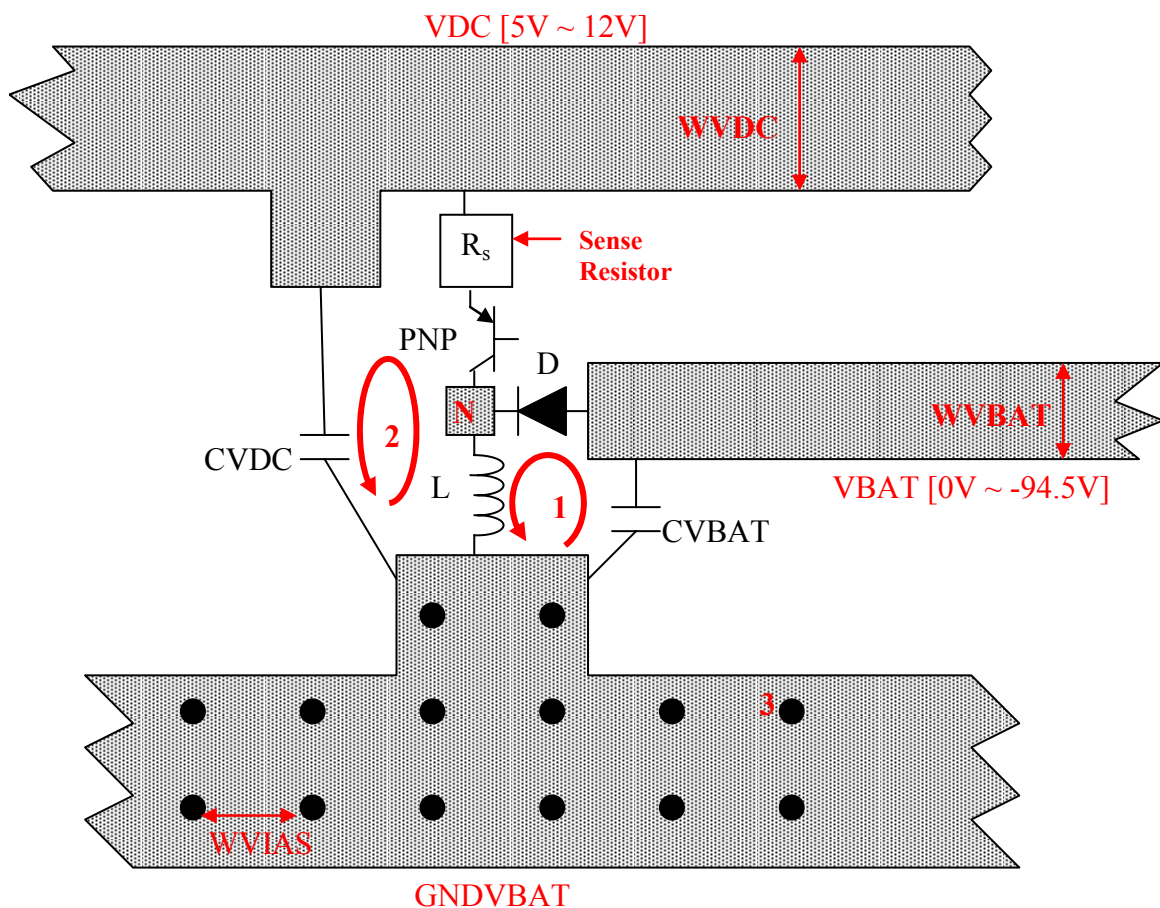 VDC [5V ~ 12V]
WVDC
Rs
Sense
Resistor
PNP
D
N
WVBAT
2
CVDC
L
1
VBAT [0V ~ -94.5V]
CVBAT
3
WVIAS
GNDVBAT